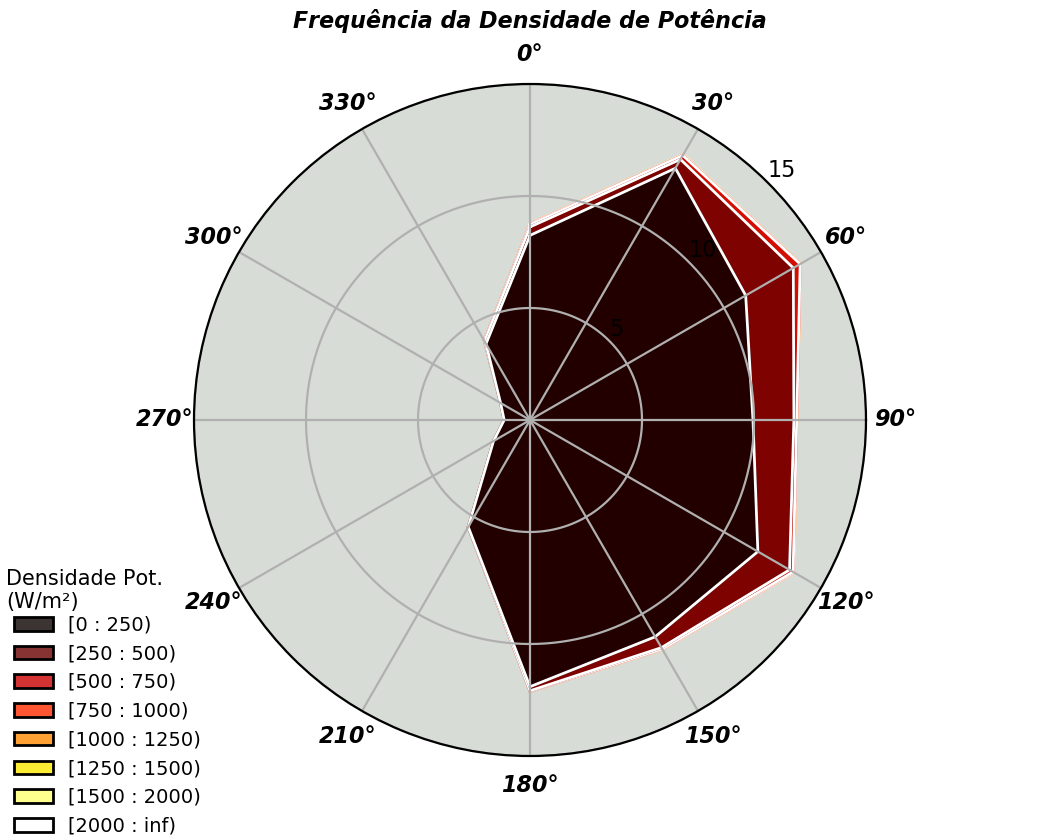 Frequência da Densidade de Potência
0°
330°
30°
15
300°
60°
10
5
270°
90°
240°
120°
210°
150°
180°
Densidade Pot.
(W/m²)
[0 : 250)
[250 : 500)
[500 : 750)
[750 : 1000)
[1000 : 1250)
[1250 : 1500)
[1500 : 2000)
[2000 : inf)